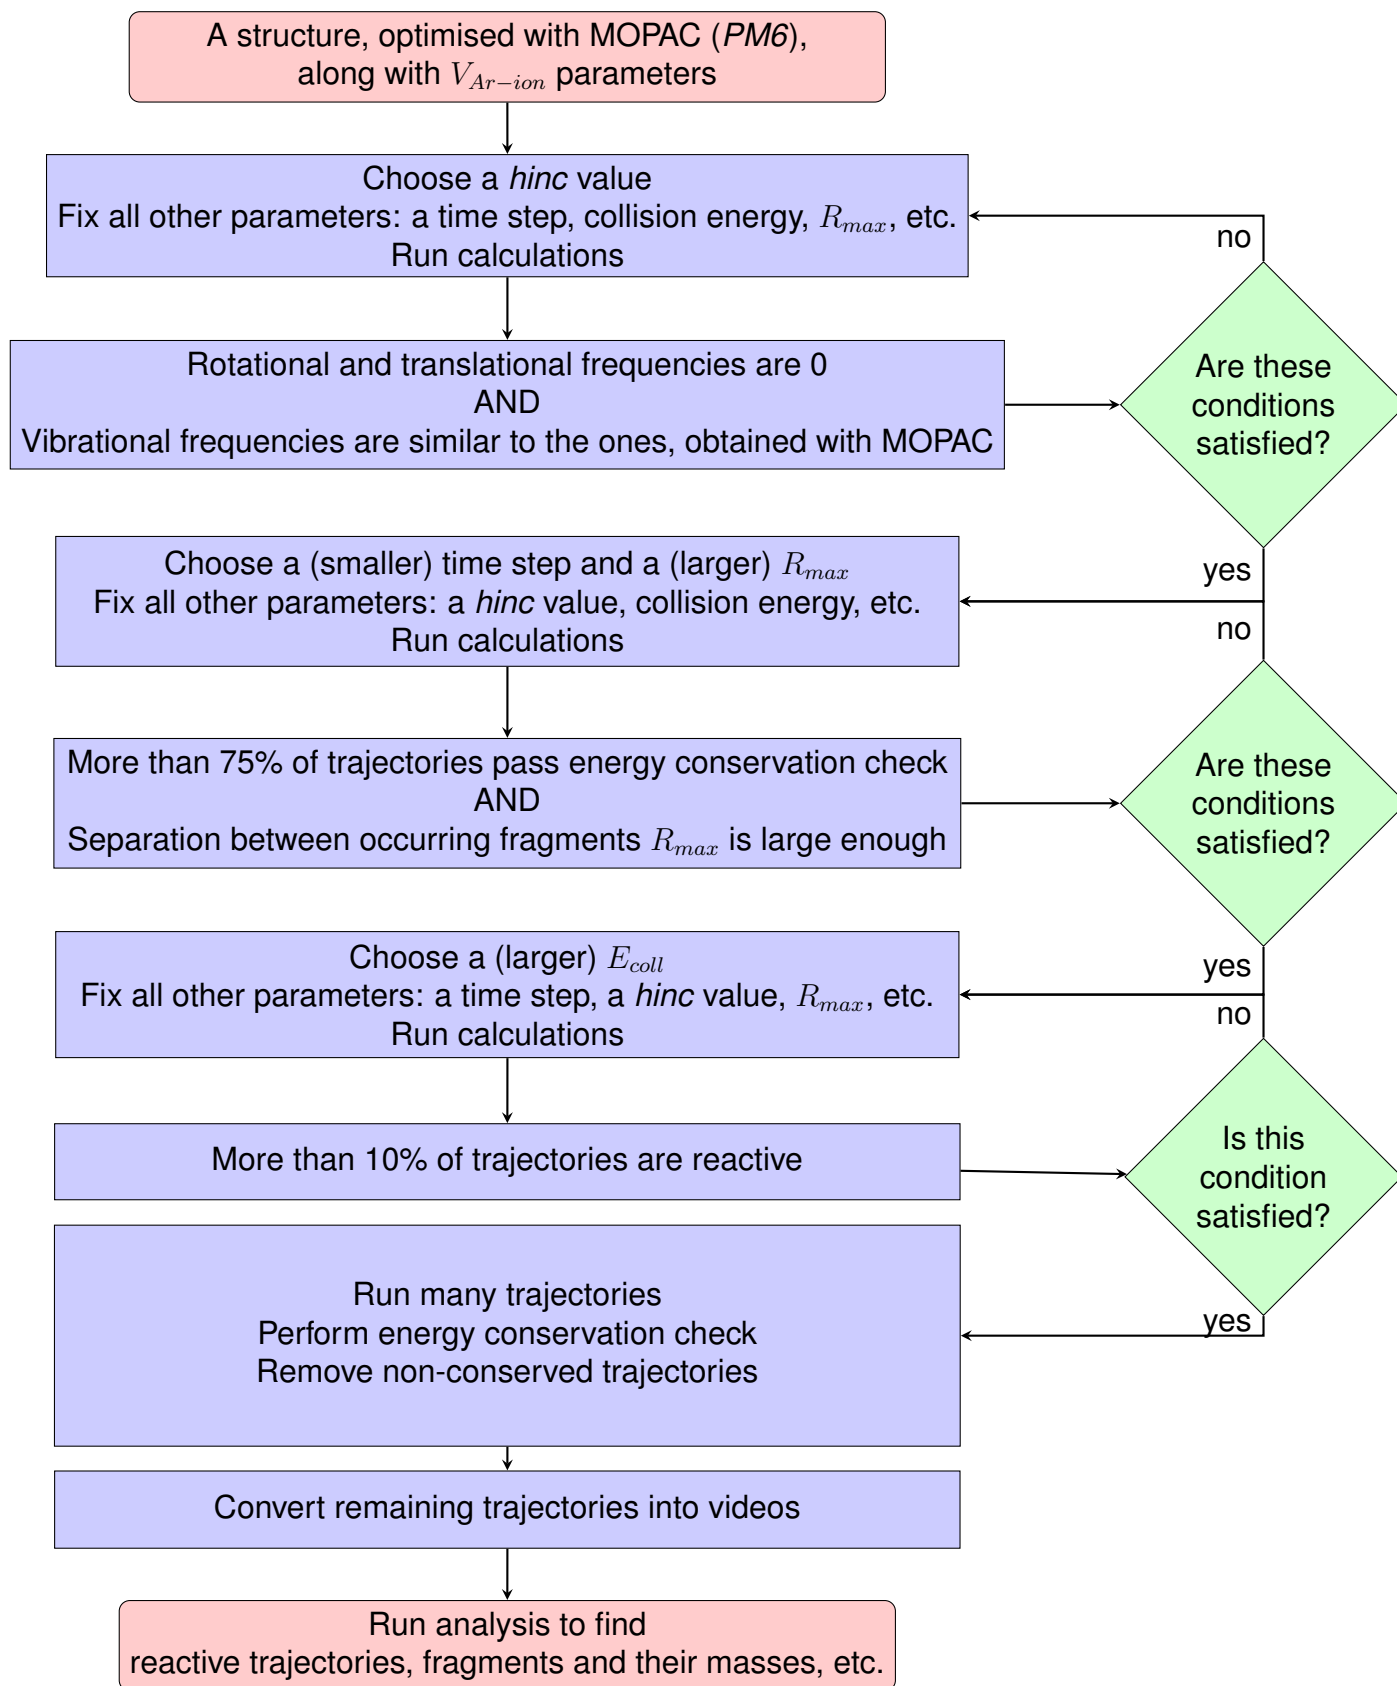 A structure, optimised with MOPAC (PM6),
along with V_{Ar-ion} parameters
Choose a hinc value
Fix all other parameters: a time step, collision energy, R_{max}, etc.
Run calculations
no
Rotational and translational frequencies are 0
AND
Vibrational frequencies are similar to the ones, obtained with MOPAC
Are these
conditions
satisfied?
yes
Choose a (smaller) time step and a (larger) R_{max}
Fix all other parameters: a hinc value, collision energy, etc.
Run calculations
no
More than 75% of trajectories pass energy conservation check
AND
Separation between occurring fragments R_{max} is large enough
Are these
conditions
satisfied?
yes
Choose a (larger) E_{coll}
Fix all other parameters: a time step, a hinc value, R_{max}, etc.
Run calculations
no
More than 10% of trajectories are reactive
Is this
condition
satisfied?
yes
Run many trajectories
Perform energy conservation check
Remove non-conserved trajectories
Convert remaining trajectories into videos
Run analysis to find
reactive trajectories, fragments and their masses, etc.